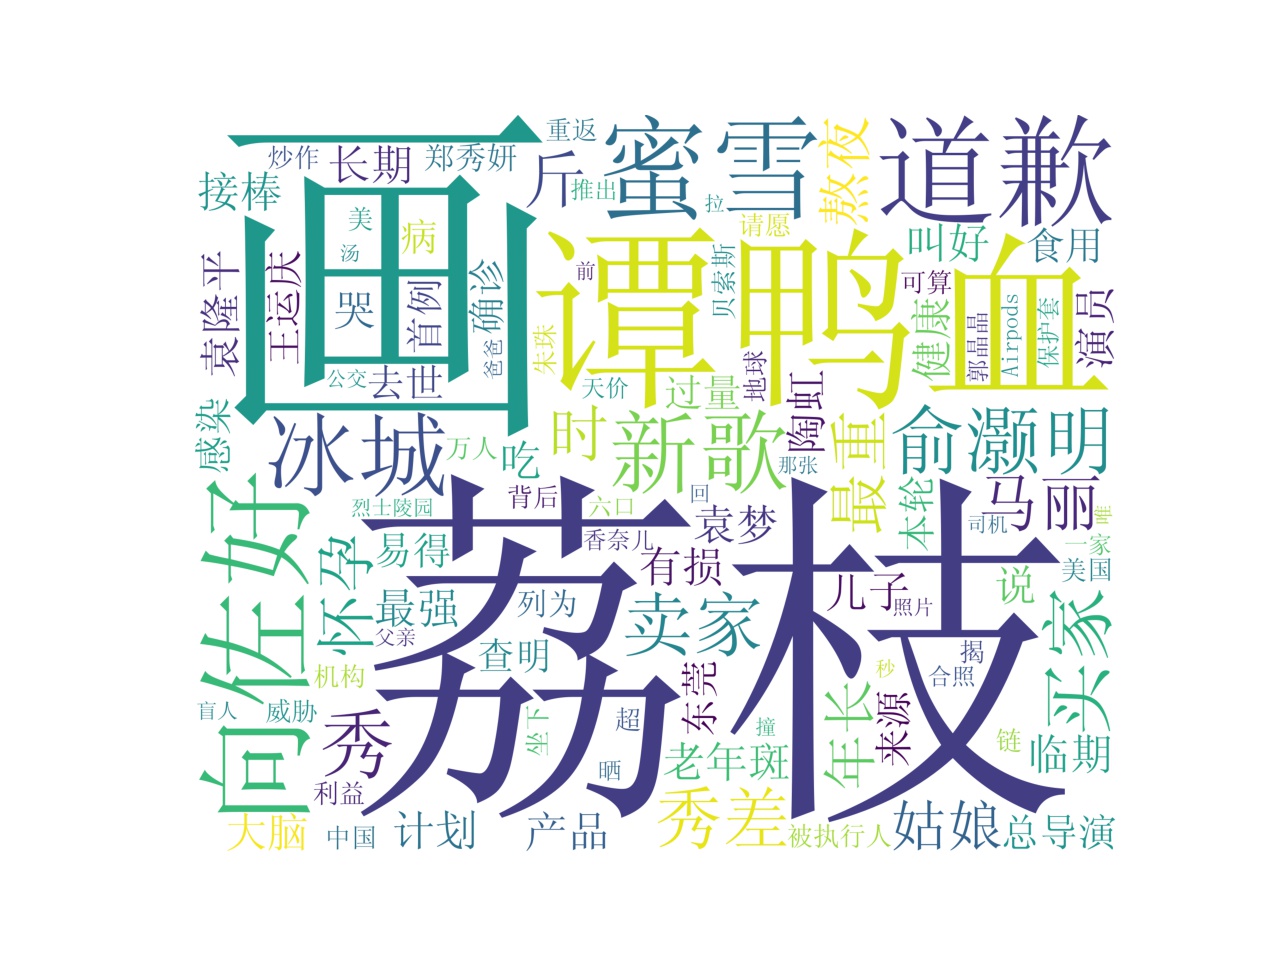 重返
蜜雪
熬夜
道歉
炒作
长期
郑秀妍
斤
接棒
推出
拉
画
美
病
汤
请愿
叫好
食用
袁隆平
王运庆
哭
首例
确诊
谭鸭血
前
贝索斯
可算
健康
郭晶晶
Airpods
保护套
演员
爸爸
朱珠
公交
去世
天价
过量
地球
陶虹
感染
冰城
万人
吃
时
新歌
那张
最重
俞灏明
向佐好
怀孕
烈士陵园
背后
六口
回
袁梦
本轮
马丽
司机
唯
易得
荔枝
香奈儿
有损
一家
美国
最强
列为
卖家
儿子
照片
说
买家
父亲
查明
揭
合照
机构
东莞
年长
来源
秒
盲人
威胁
秀
坐下
超
撞
链
利益
晒
老年斑
临期
大脑
中国
计划
产品
秀差
被执行人
姑娘
总导演